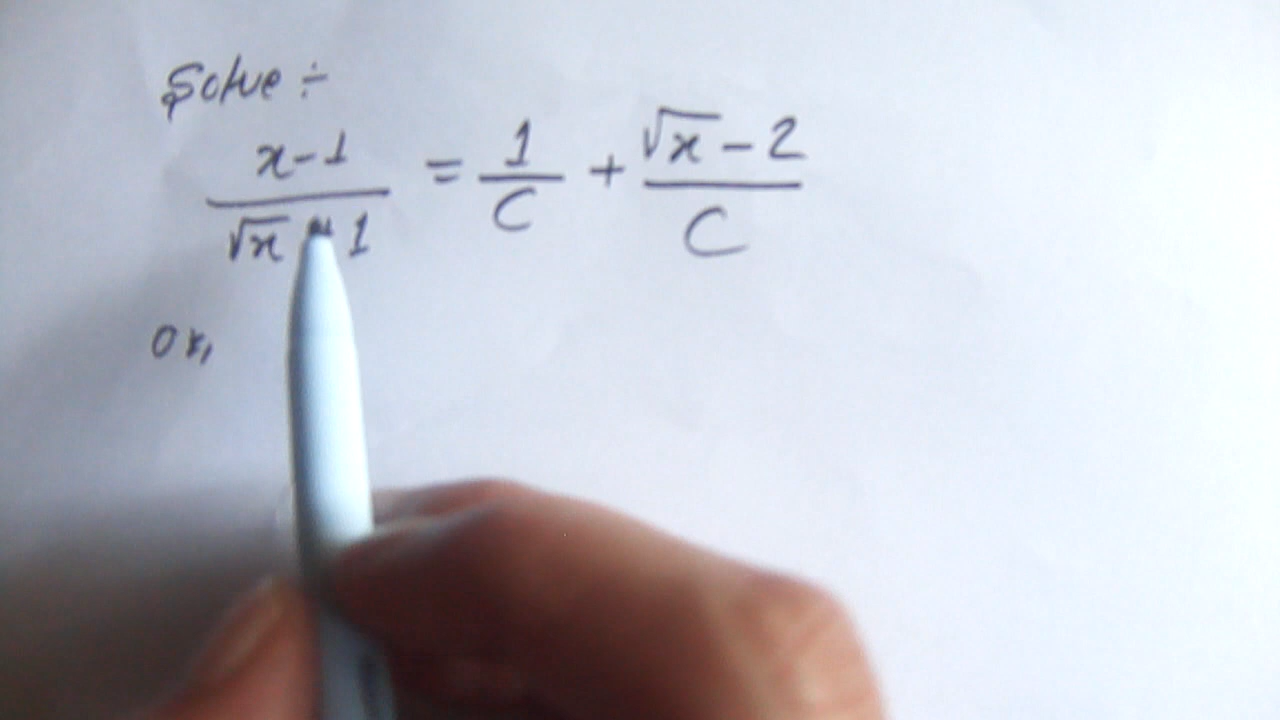 Solve ÷
x-1 / √x 1 = 1/C + √x-2 / C
Or,